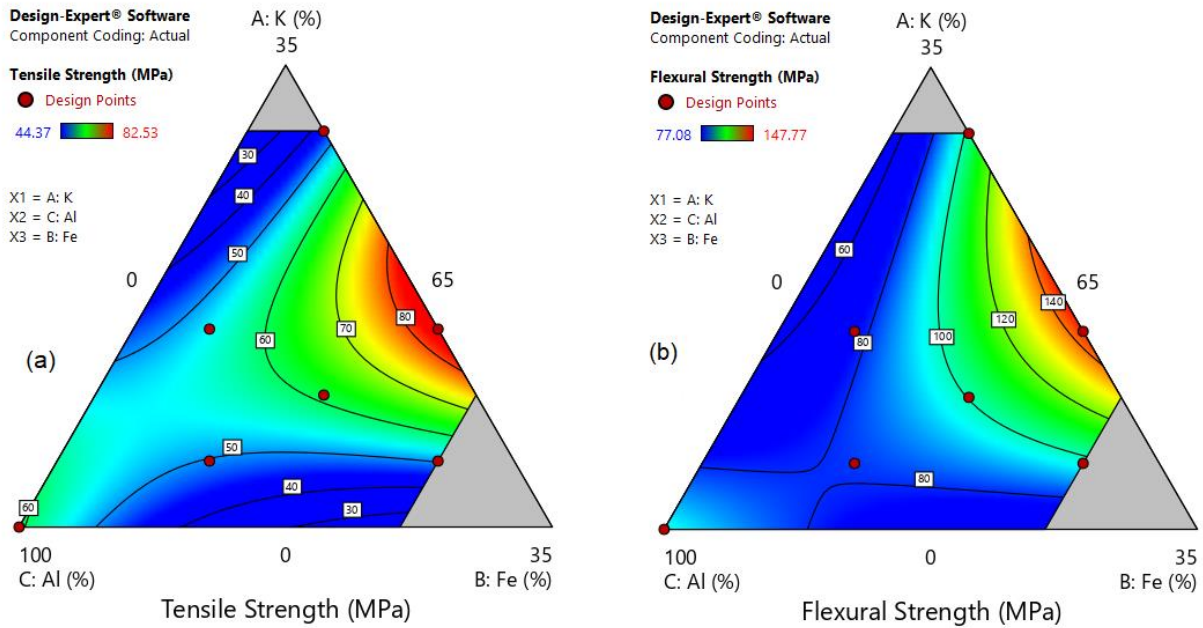 Design-Expert® Software
Component Coding: Actual
Tensile Strength (MPa)
Design Points
44.37 82.53
X1 = A: K
X2 = C: Al
X3 = B: Fe
A: K (%)
35
30
40
50
0
65
80
70
60
(a)
50
40
60
30
100 0 35
C: Al (%) B: Fe (%)
Tensile Strength (MPa)
Design-Expert® Software
Component Coding: Actual
Flexural Strength (MPa)
Design Points
77.08 147.77
X1 = A: K
X2 = C: Al
X3 = B: Fe
A: K (%)
35
60
0
65
140
120
100
80
(b)
80
100 0 35
C: Al (%) B: Fe (%)
Flexural Strength (MPa)